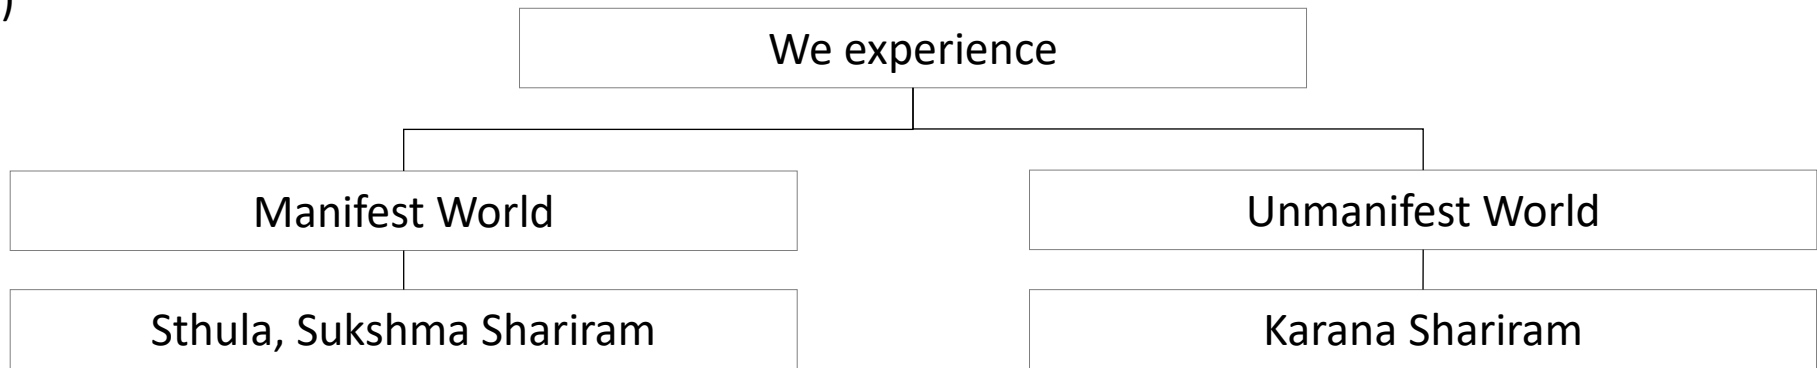 )
We experience
Manifest World
Unmanifest World
Sthula, Sukshma Shariram
Karana Shariram